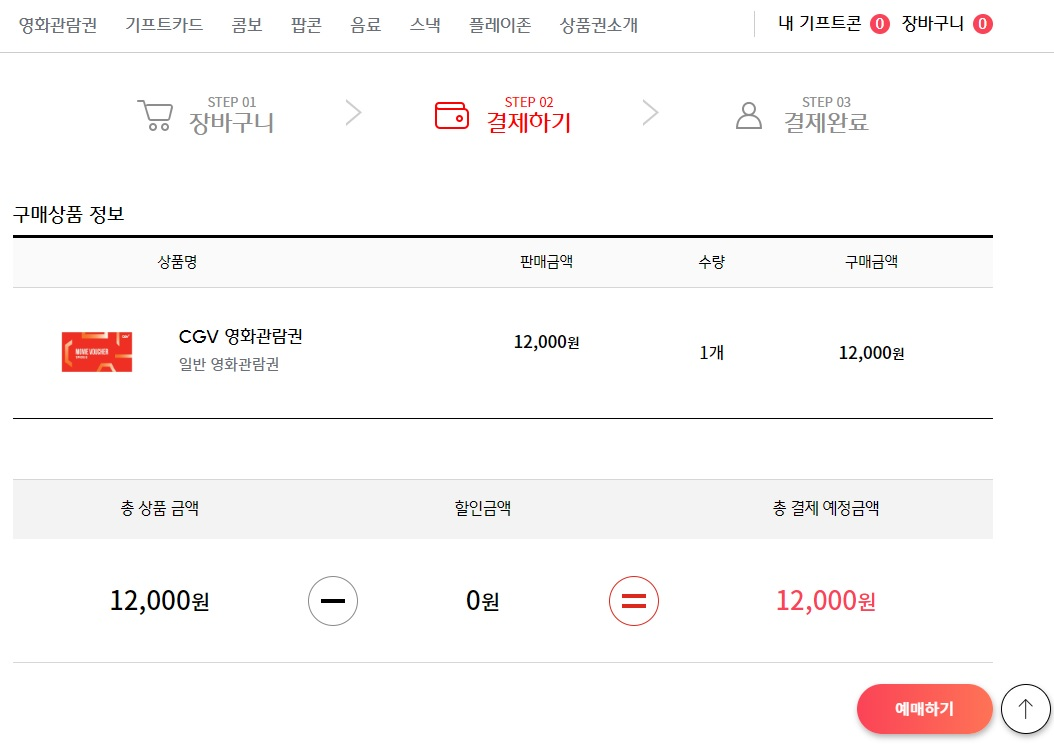 영화관람권 기프트카드 콤보 팝콘 음료 스낵 플레이존 상품권소개 내 기프트콘 0 장바구니 0
STEP 01 STEP 02 STEP 03
장바구니 결제하기 결제완료
구매상품 정보
상품명 판매금액 수량 구매금액
CGV 영화관람권
일반 영화관람권
MOVIE VOUCHER
12,000원 1개 12,000원
총 상품 금액 할인금액 총 결제 예정금액
12,000원 0원 12,000원
예매하기